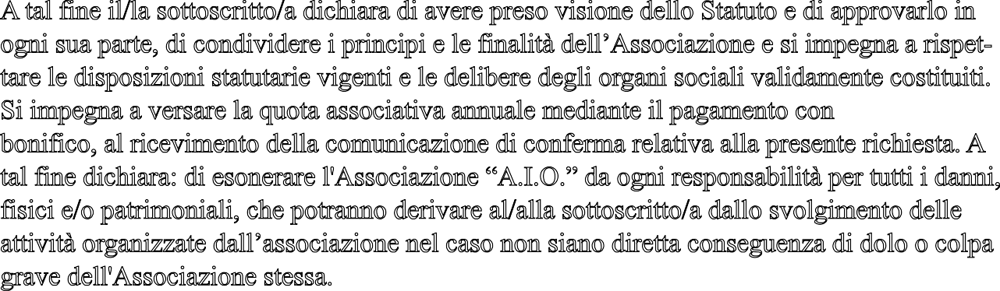 A tal fine il/la sottoscritto/a dichiara di avere preso visione dello Statuto e di approvarlo in
ogni sua parte, di condividere i principi e le finalità dell’Associazione e si impegna a rispet-
tare le disposizioni statutarie vigenti e le delibere degli organi sociali validamente costituiti.
Si impegna a versare la quota associativa annuale mediante il pagamento con
bonifico, al ricevimento della comunicazione di conferma relativa alla presente richiesta. A
tal fine dichiara: di esonerare l'Associazione “A.I.O.” da ogni responsabilità per tutti i danni,
fisici e/o patrimoniali, che potranno derivare al/alla sottoscritto/a dallo svolgimento delle
attività organizzate dall’associazione nel caso non siano diretta conseguenza di dolo o colpa
grave dell'Associazione stessa.